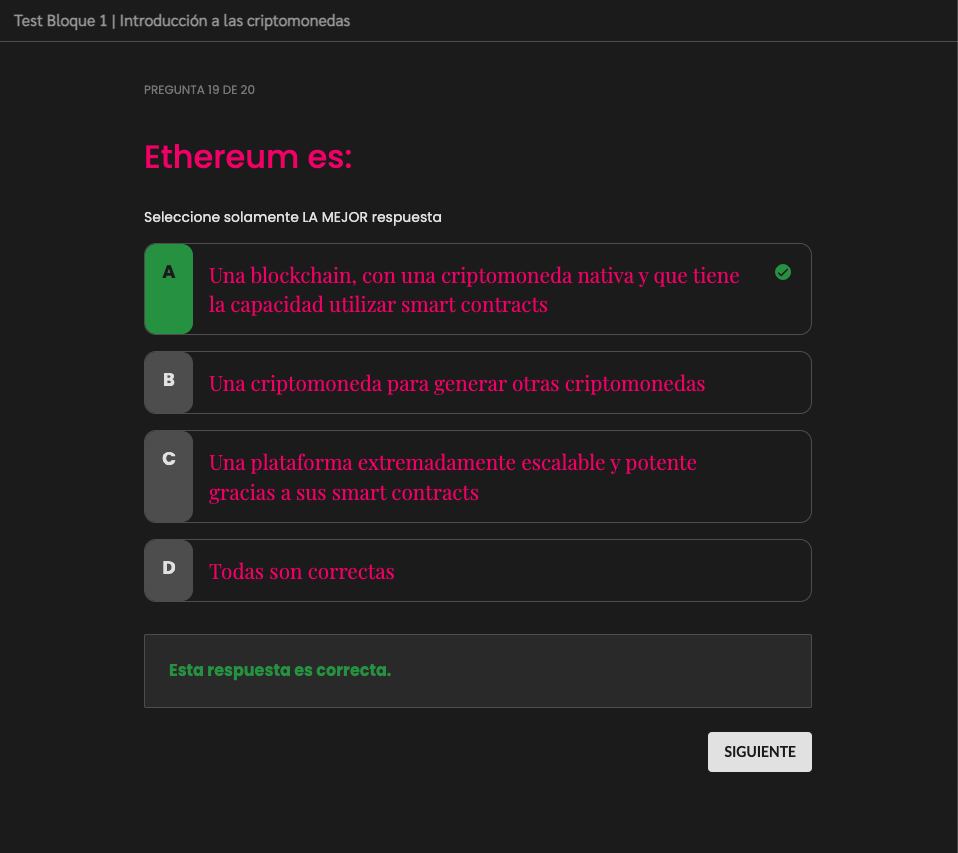 Test Bloque 1 | Introducción a las criptomonedas
PREGUNTA 19 DE 20
Ethereum es:
Seleccione solamente LA MEJOR respuesta
A
Una blockchain, con una criptomoneda nativa y que tiene
la capacidad utilizar smart contracts
B
Una criptomoneda para generar otras criptomonedas
C
Una plataforma extremadamente escalable y potente
gracias a sus smart contracts
D
Todas son correctas
Esta respuesta es correcta.
SIGUIENTE